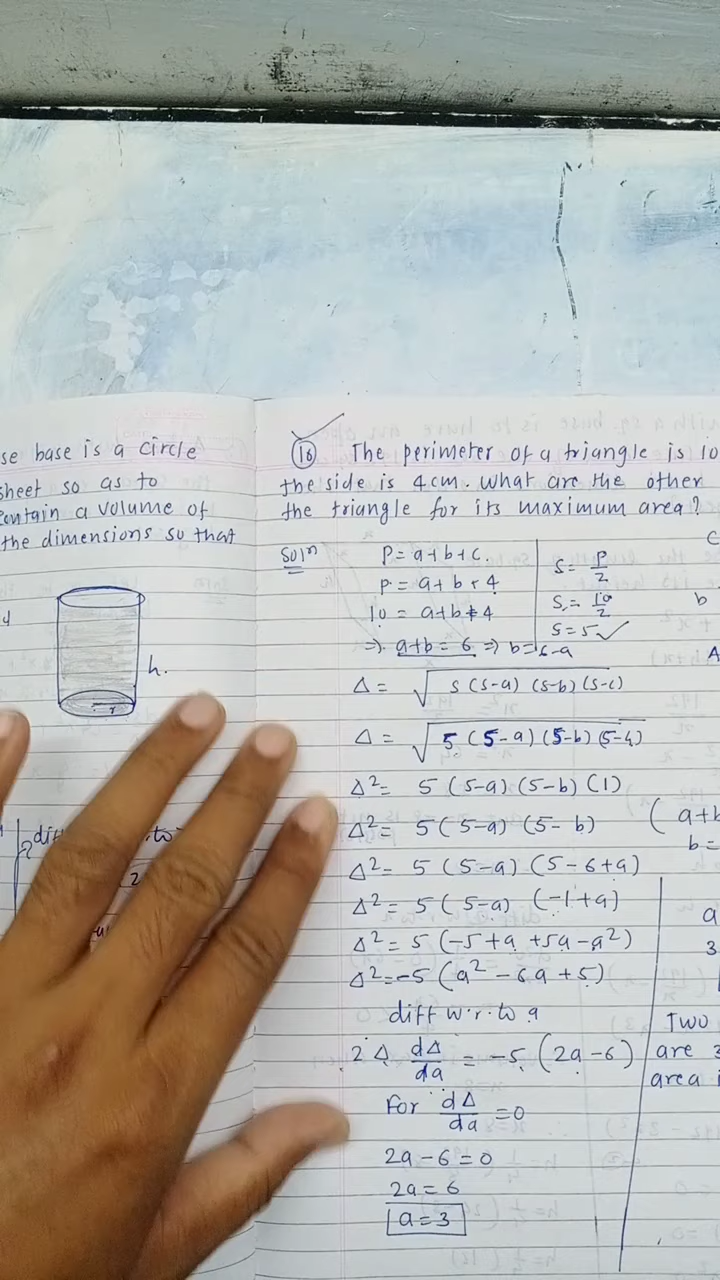 se base is a circle
sheet so as to
contain a volume of
the dimensions so that
h.
r
(16) The perimeter of a triangle is 10
the side is 4cm. what are the other
the triangle for its maximum area?
Soln
P = a+b+c.
P = a+b+4
10 = a+b+4
⇒ a+b = 6 ⇒ b = 6-a
S = P/2
S = 10/2
S = 5 ✓
Δ = √S(S-a)(S-b)(S-c)
Δ = √5(5-a)(5-b)(5-4)
Δ² = 5(5-a)(5-b)(1)
Δ² = 5(5-a)(5-b)
Δ² = 5(5-a)(5-6+a)
Δ² = 5(5-a)(-1+a)
Δ² = 5(-5+a+5a-a²)
Δ² = -5(a²-6a+5)
diff w.r.to a
2Δ dΔ/da = -5(2a-6)
For dΔ/da = 0
2a-6 = 0
2a = 6
a = 3
C
b
A
(a+b
b=
a
3
Two
are 3
area i